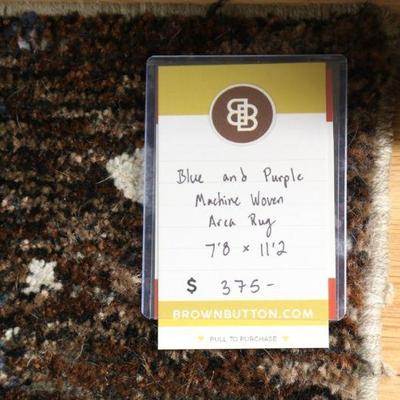 BB
Blue and Purple
Machine Woven
Area Rug
7'8 x 11'2
$ 375-
BROWNBUTTON.COM
PULL TO PURCHASE